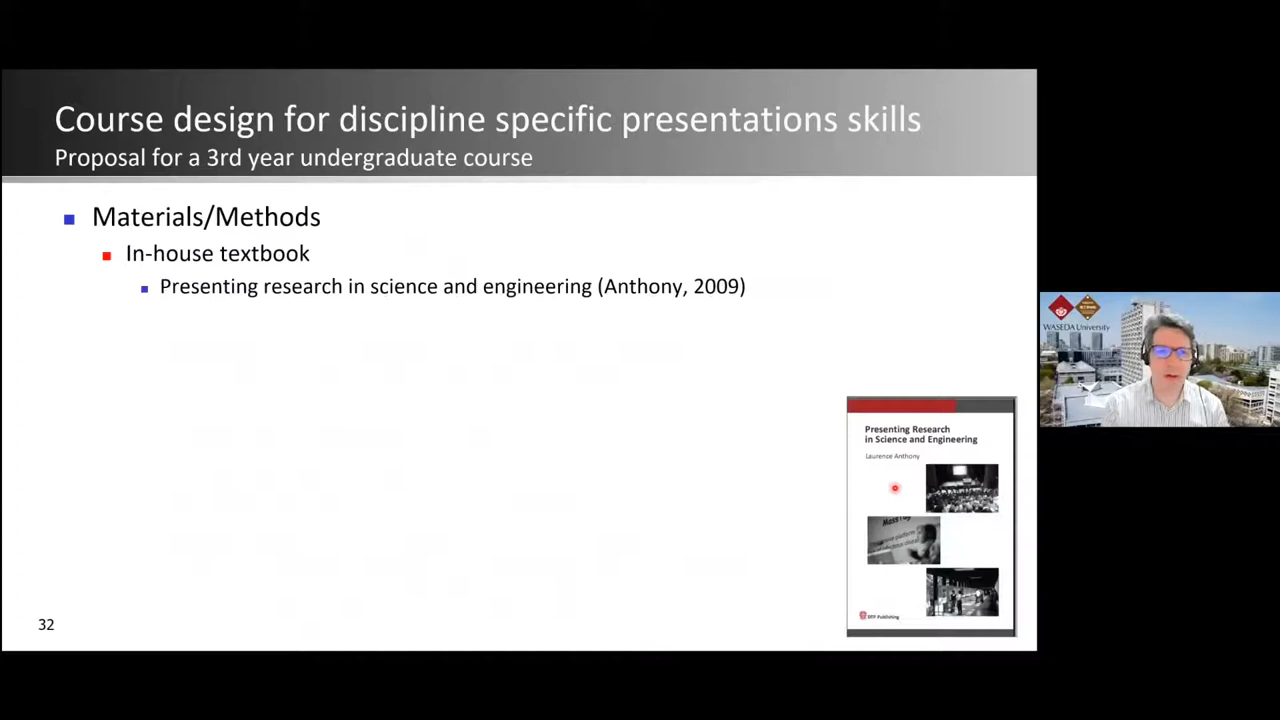 Course design for discipline specific presentations skills
Proposal for a 3rd year undergraduate course
Materials/Methods
In-house textbook
Presenting research in science and engineering (Anthony, 2009)
WASEDA University
Presenting Research
in Science and Engineering
Laurence Anthony
Publishing
32